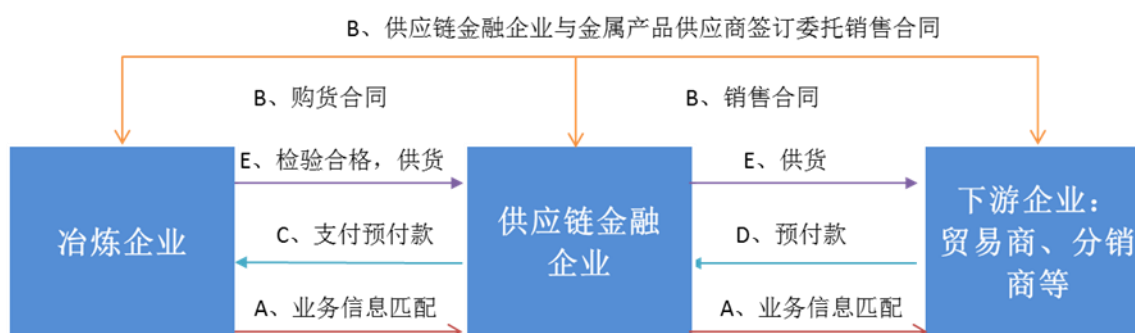 B、供应链金融企业与金属产品供应商签订委托销售合同
B、购货合同
B、销售合同
E、检验合格，供货
E、供货
冶炼企业
C、支付预付款
供应链金融
企业
D、预付款
下游企业：
贸易商、分销
商等
A、业务信息匹配
A、业务信息匹配